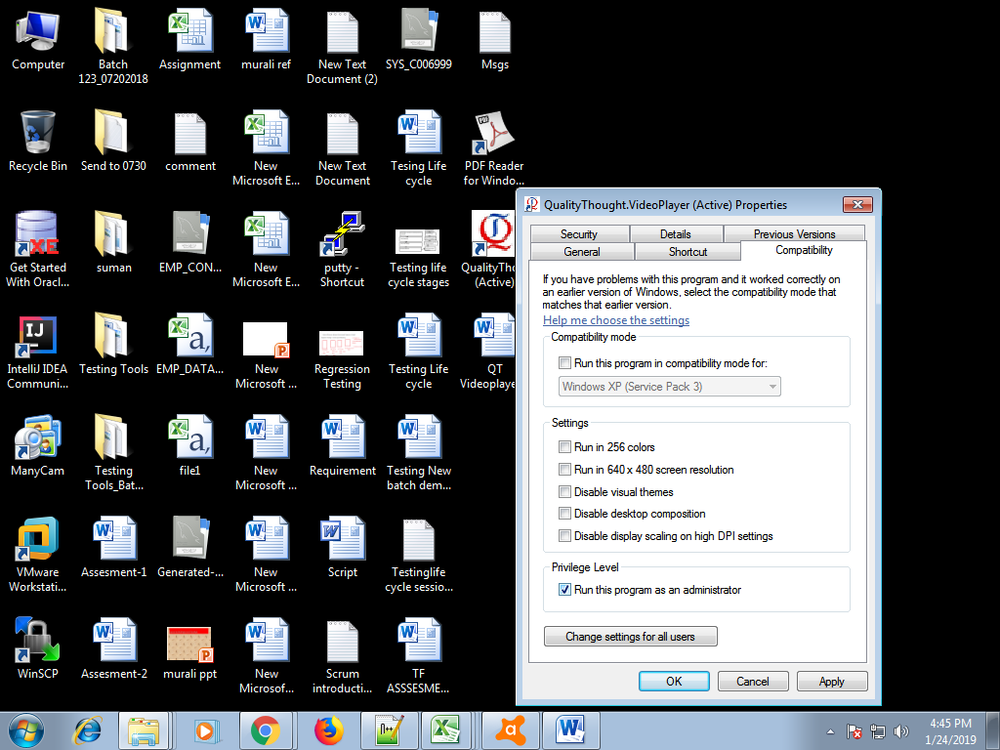 Computer
Batch
123_07202018
Assignment
murali ref
New Text
Document (2)
SYS_C006999
Msgs
Recycle Bin
Send to 0730
comment
New
Microsoft E...
New Text
Document
Tesing Life
cycle
PDF Reader
for Windo...
Get Started
With Oracl...
suman
EMP_CON...
New
Microsoft E...
putty -
Shortcut
Testing life
cycle stages
QualityTho
(Active)
IntelliJ IDEA
Communi...
Testing Tools
EMP_DATA...
New
Microsoft ...
Regression
Testing
Testing Life
cycle
QT
Videoplaye
ManyCam
Testing
Tools_Bat...
file1
New
Microsoft ...
Requirement
Testing New
batch dem...
VMware
Workstati...
Assesment-1
Generated-...
New
Microsoft ...
Script
Testinglife
cycle sessio...
WinSCP
Assesment-2
murali ppt
New
Microsof...
Scrum
introducti...
TF
ASSSESME...
QualityThought.VideoPlayer (Active) Properties
Security
Details
Previous Versions
General
Shortcut
Compatibility
If you have problems with this program and it worked correctly on
an earlier version of Windows, select the compatibility mode that
matches that earlier version.
Help me choose the settings
Compatibility mode
Run this program in compatibility mode for:
Windows XP (Service Pack 3)
Settings
Run in 256 colors
Run in 640 x 480 screen resolution
Disable visual themes
Disable desktop composition
Disable display scaling on high DPI settings
Privilege Level
Run this program as an administrator
Change settings for all users
OK
Cancel
Apply
4:45 PM
1/24/2019